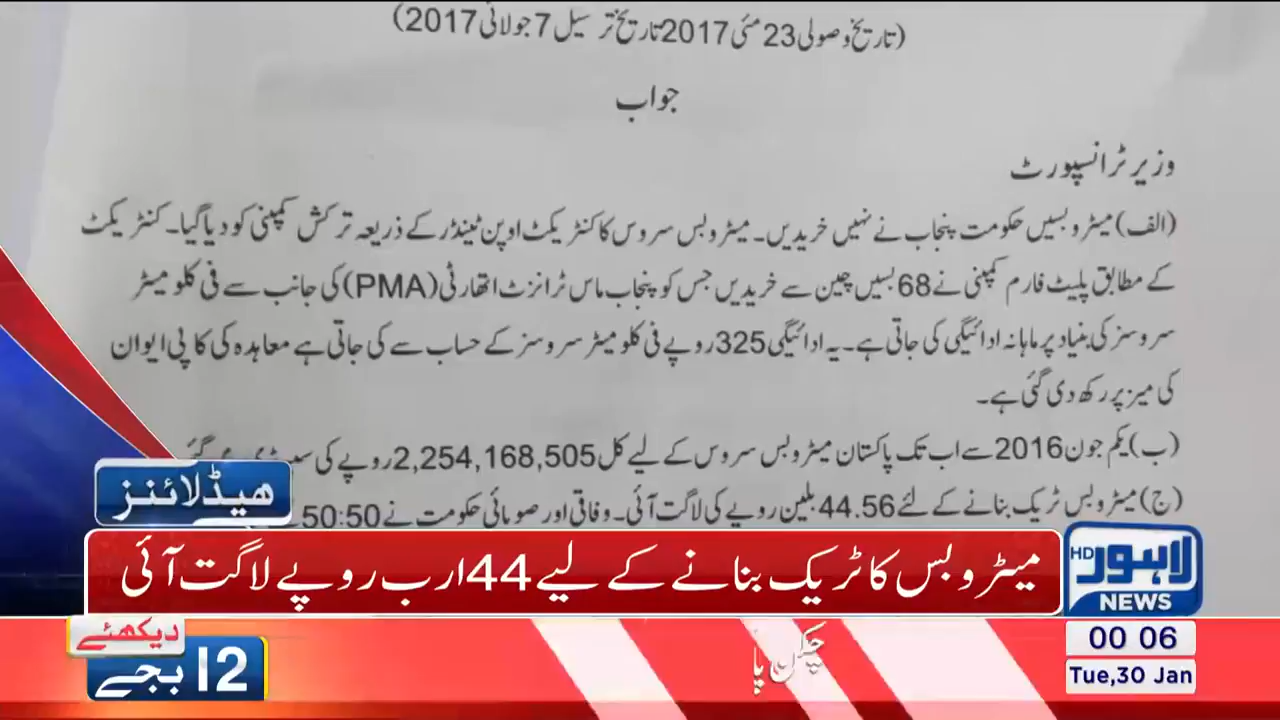 (تاریخ وصولی 23 مئی 2017 تاریخ ترسیل 7 جولائی 2017)
جواب
وزیر ٹرانسپورٹ
(الف) میٹرو بسیں حکومت پنجاب نے نہیں خریدیں۔ میٹرو بس سروس کا کنٹریکٹ اوپن ٹینڈر کے ذریعہ ترکش کمپنی کو دیا گیا۔ کنٹریکٹ
کے مطابق پلیٹ فارم کمپنی نے 68 بسیں چین سے خریدیں جس کو پنجاب ماس ٹرانزٹ اتھارٹی (PMA) کی جانب سے فی کلو میٹر
سروسز کی بنیاد پر ماہانہ ادائیگی کی جاتی ہے۔ یہ ادائیگی 325 روپے فی کلو میٹر سروسز کے حساب سے کی جاتی ہے معاہدہ کی کاپی ایوان
کی میز پر رکھ دی گئی ہے۔
(ب) یکم جون 2016 سے اب تک پاکستان میٹرو بس سروس کے لیے کل 2,254,168,505 روپے کی
(ج) میٹرو بس ٹریک بنانے کے لئے 44.56 بلین روپے کی لاگت آئی۔ وفاقی اور صوبائی حکومت نے 50:50
ہیڈلائنز
میٹرو بس کا ٹریک بنانے کے لیے 44 ارب روپے لاگت آئی
لاہور HD
NEWS
دیکھئے
12 بجے
چکن پا
00 06
Tue,30 Jan